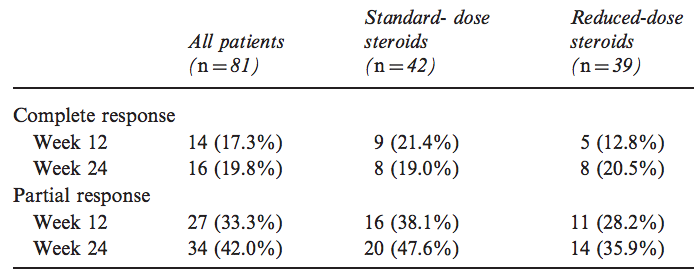 Standard- dose Reduced-dose
All patients steroids steroids
(n=81) (n=42) (n=39)
Complete response
Week 12 14 (17.3%) 9 (21.4%) 5 (12.8%)
Week 24 16 (19.8%) 8 (19.0%) 8 (20.5%)
Partial response
Week 12 27 (33.3%) 16 (38.1%) 11 (28.2%)
Week 24 34 (42.0%) 20 (47.6%) 14 (35.9%)